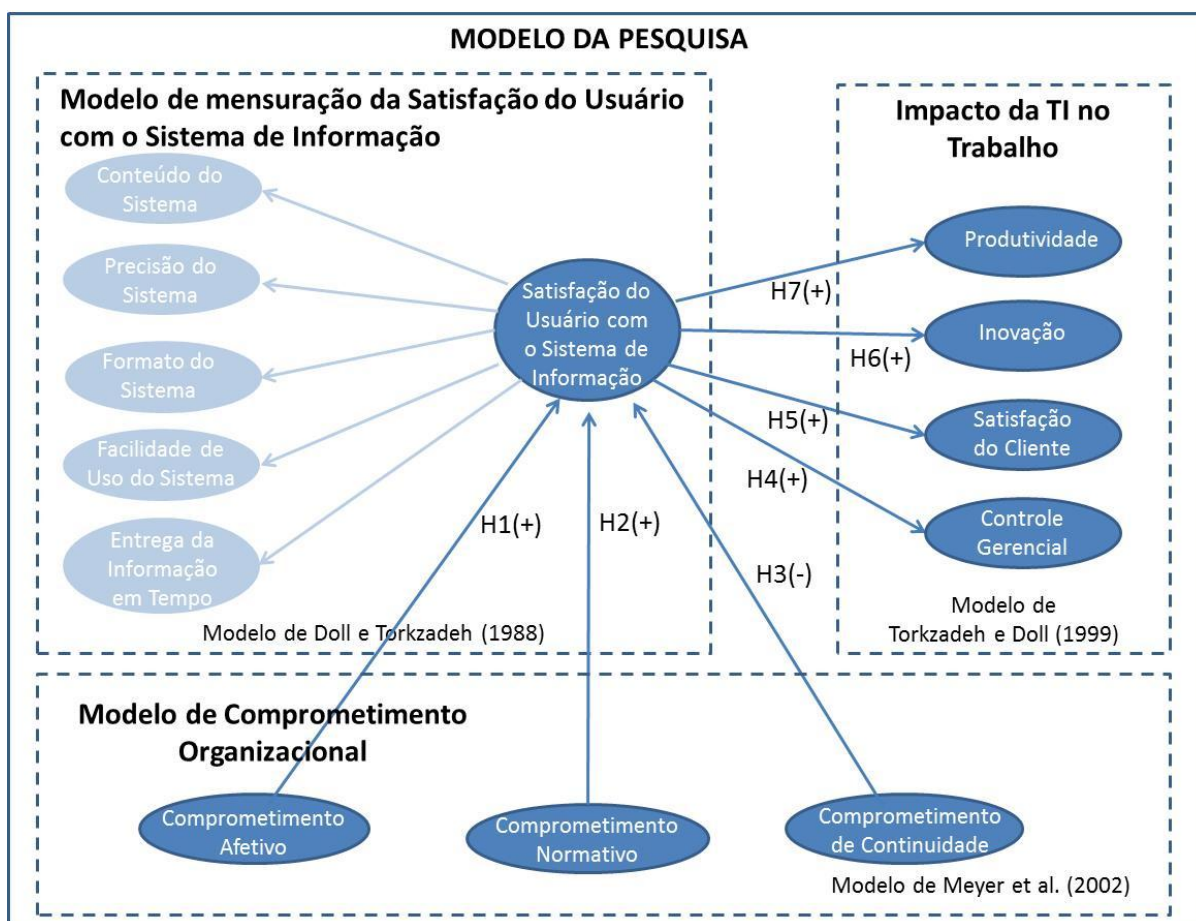 MODELO DA PESQUISA
Modelo de mensuração da Satisfação do Usuário
com o Sistema de Informação
Conteúdo do
Sistema
Precisão do
Sistema
Formato do
Sistema
Facilidade de
Uso do Sistema
Entrega da
Informação
em Tempo
Satisfação do
Usuário com
o Sistema de
Informação
Modelo de Doll e Torkzadeh (1988)
H7(+)
H6(+)
H5(+)
H4(+)
H1(+)
H2(+)
H3(-)
Impacto da TI no
Trabalho
Produtividade
Inovação
Satisfação
do Cliente
Controle
Gerencial
Modelo de
Torkzadeh e Doll (1999)
Modelo de Comprometimento
Organizacional
Comprometimento
Afetivo
Comprometimento
Normativo
Comprometimento
de Continuidade
Modelo de Meyer et al. (2002)